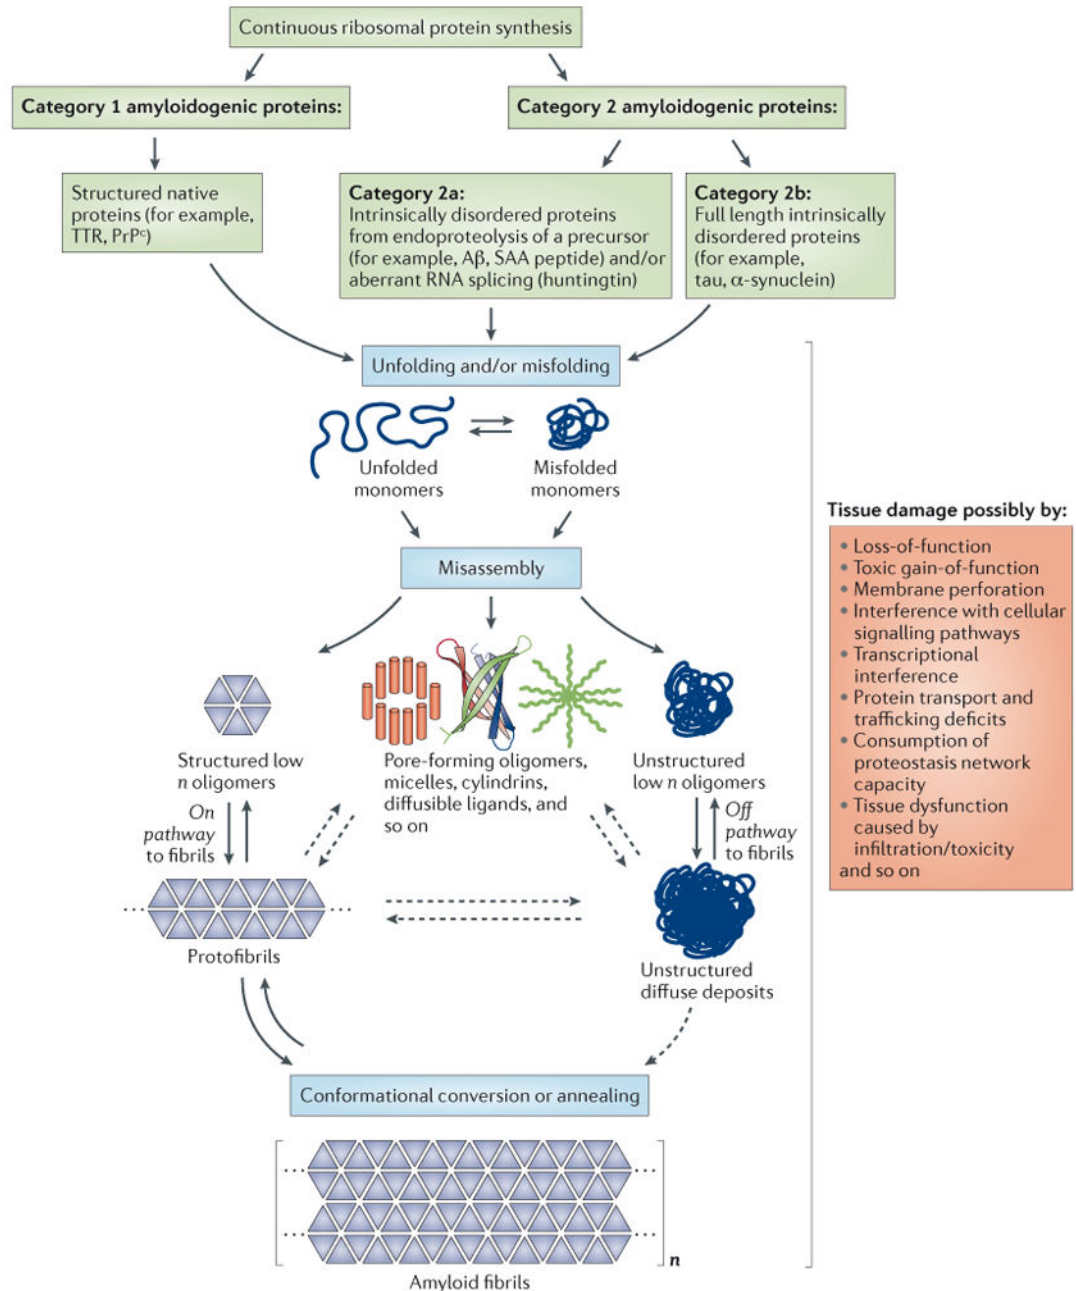 Continuous ribosomal protein synthesis
Category 1 amyloidogenic proteins:
Category 2 amyloidogenic proteins:
Structured native
proteins (for example,
TTR, PrPᶜ)
Category 2a:
Intrinsically disordered proteins
from endoproteolysis of a precursor
(for example, Aβ, SAA peptide) and/or
aberrant RNA splicing (huntingtin)
Category 2b:
Full length intrinsically
disordered proteins
(for example,
tau, α-synuclein)
Unfolding and/or misfolding
Unfolded
monomers
Misfolded
monomers
Misassembly
Structured low
n oligomers
Pore-forming oligomers,
micelles, cylindrins,
diffusible ligands, and
so on
Unstructured
low n oligomers
On
pathway
to fibrils
Off
pathway
to fibrils
Protofibrils
Unstructured
diffuse deposits
Conformational conversion or annealing
n
Amyloid fibrils
Tissue damage possibly by:
• Loss-of-function
• Toxic gain-of-function
• Membrane perforation
• Interference with cellular
signalling pathways
• Transcriptional
interference
• Protein transport and
trafficking deficits
• Consumption of
proteostasis network
capacity
• Tissue dysfunction
caused by
infiltration/toxicity
and so on